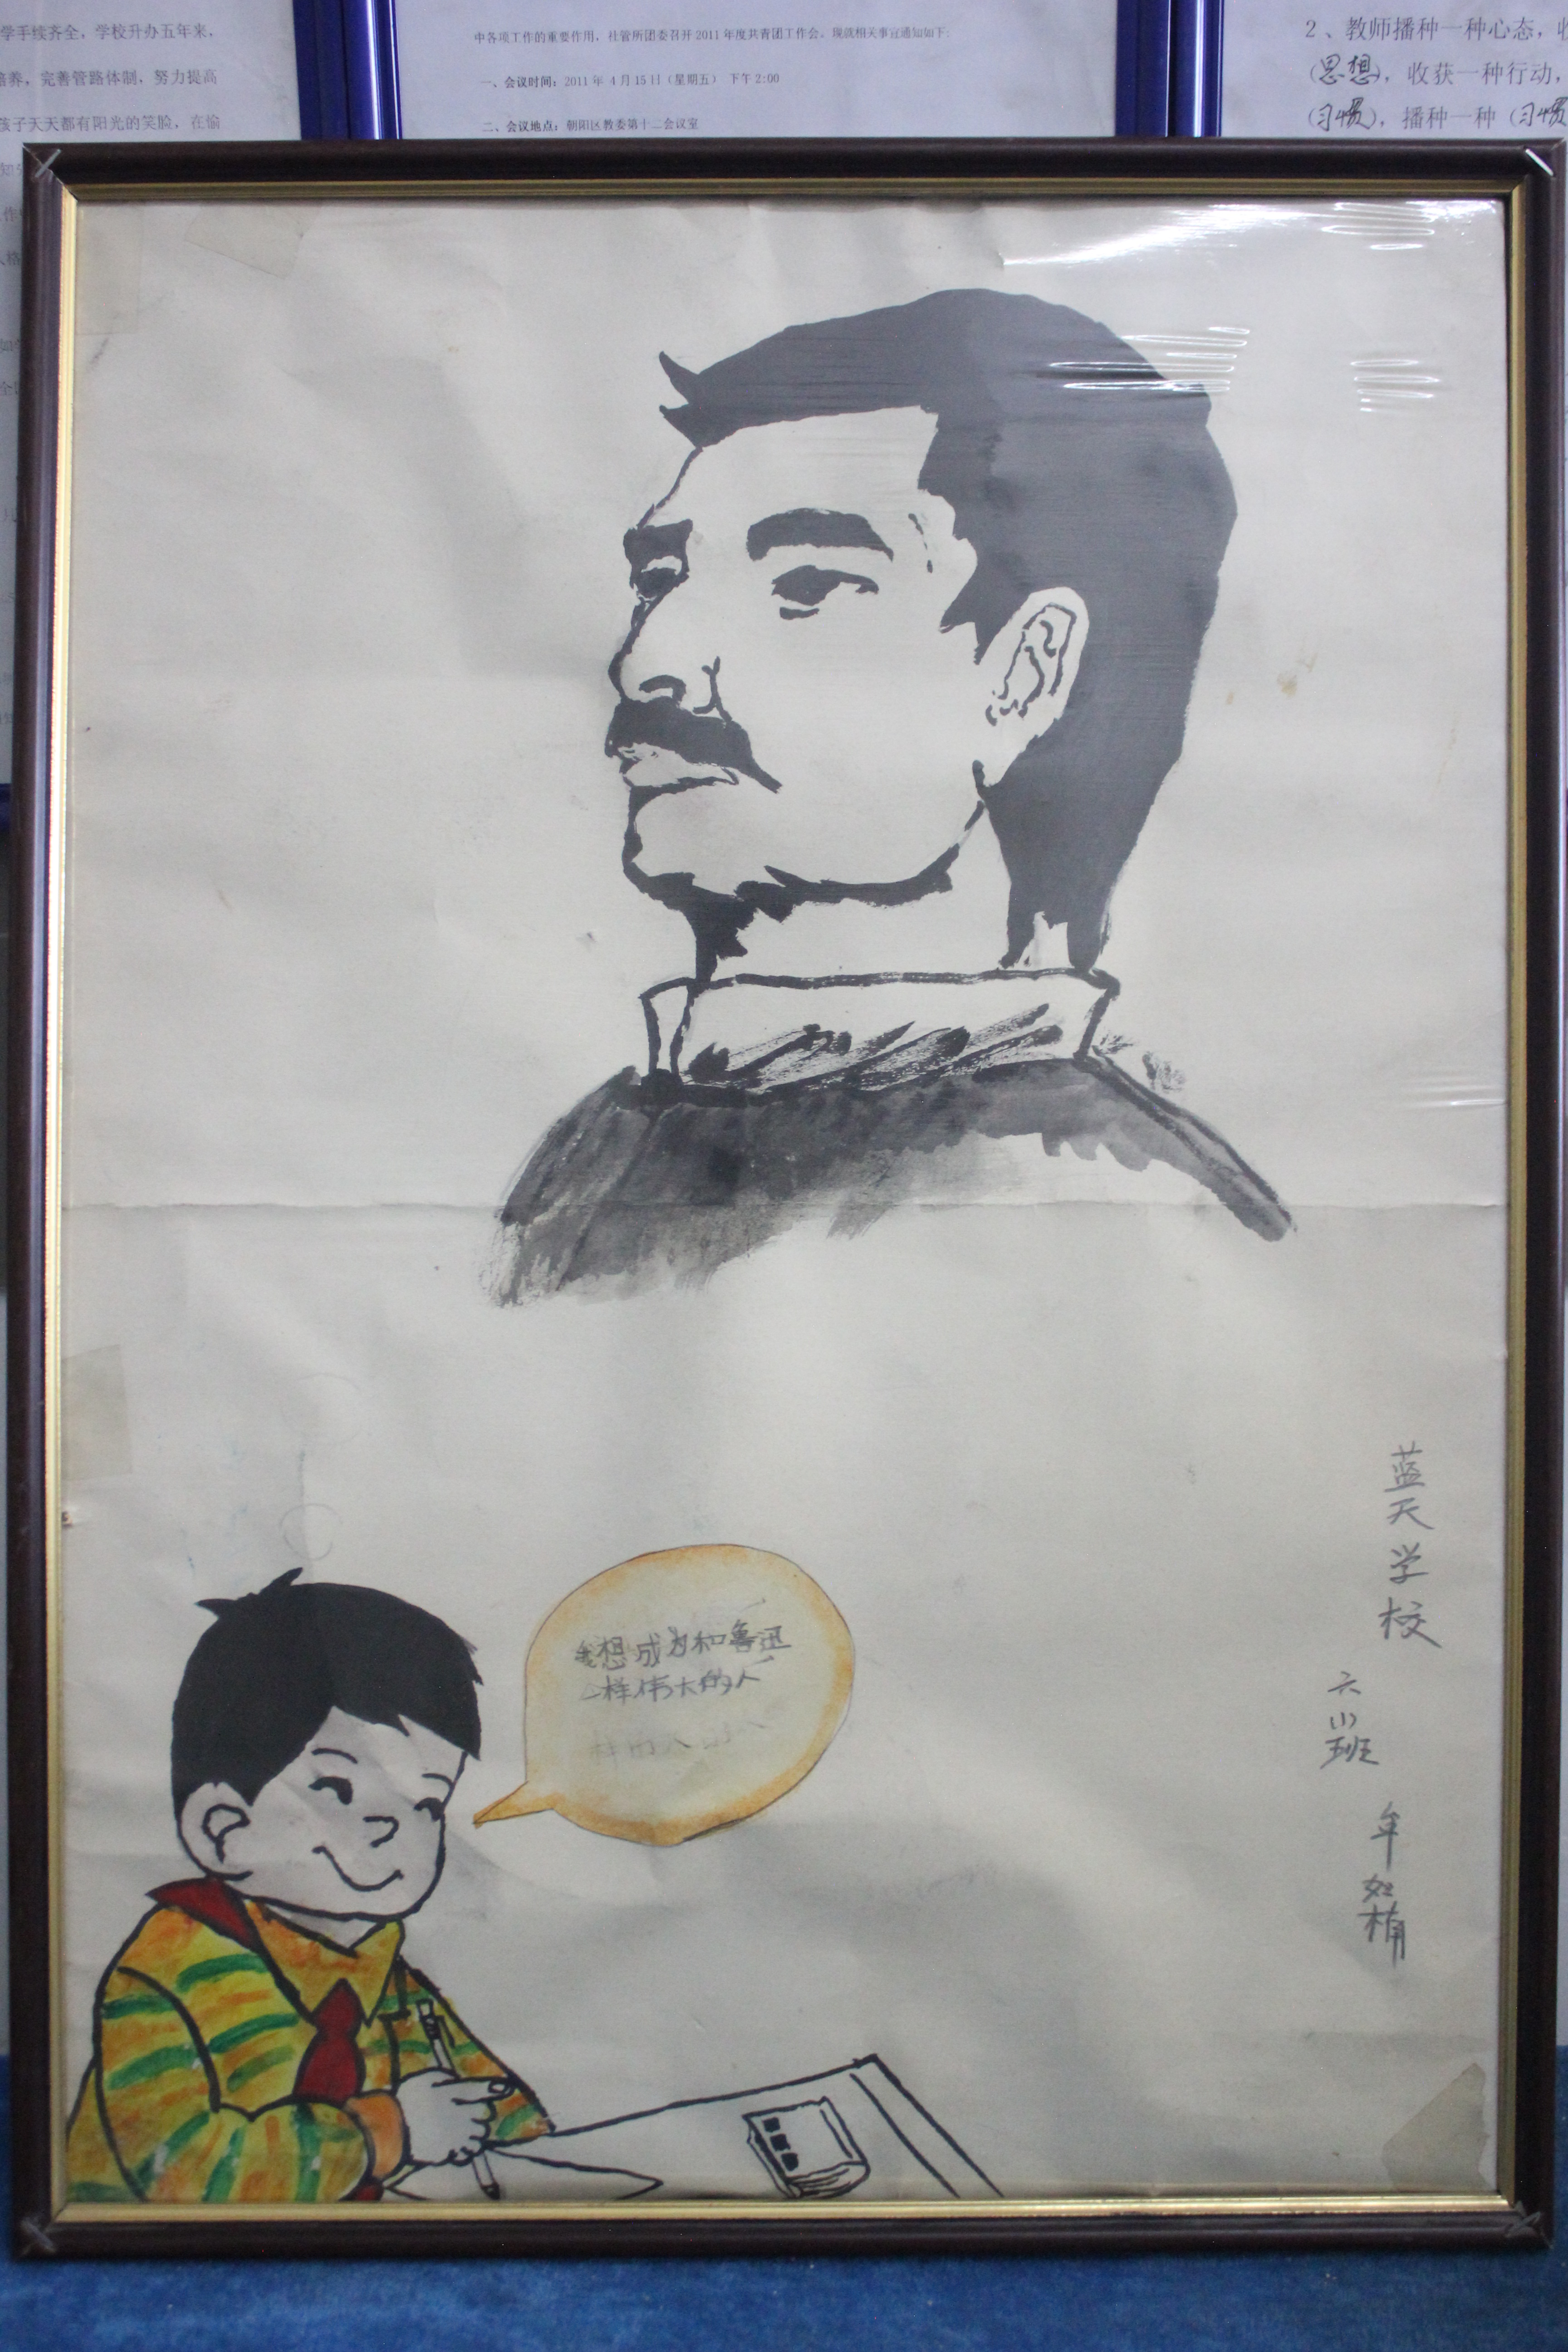 学手续齐全，学校升办五年来，
培养，完善管路体制，努力提高
孩子天天都有阳光的笑脸，在愉
中各项工作的重要作用，社管所团委召开2011年度共青团工作会。现就相关事宜通知如下：
一、会议时间：2011年 4月15日（星期五） 下午2:00
二、会议地点：朝阳区教委第十二会议室
2、教师播种一种心态，收
(思想)，收获一种行动，
(习惯)，播种一种 (习惯
我想成为和鲁迅
一样伟大的人
蓝天学校
六(1)班
牟如楠